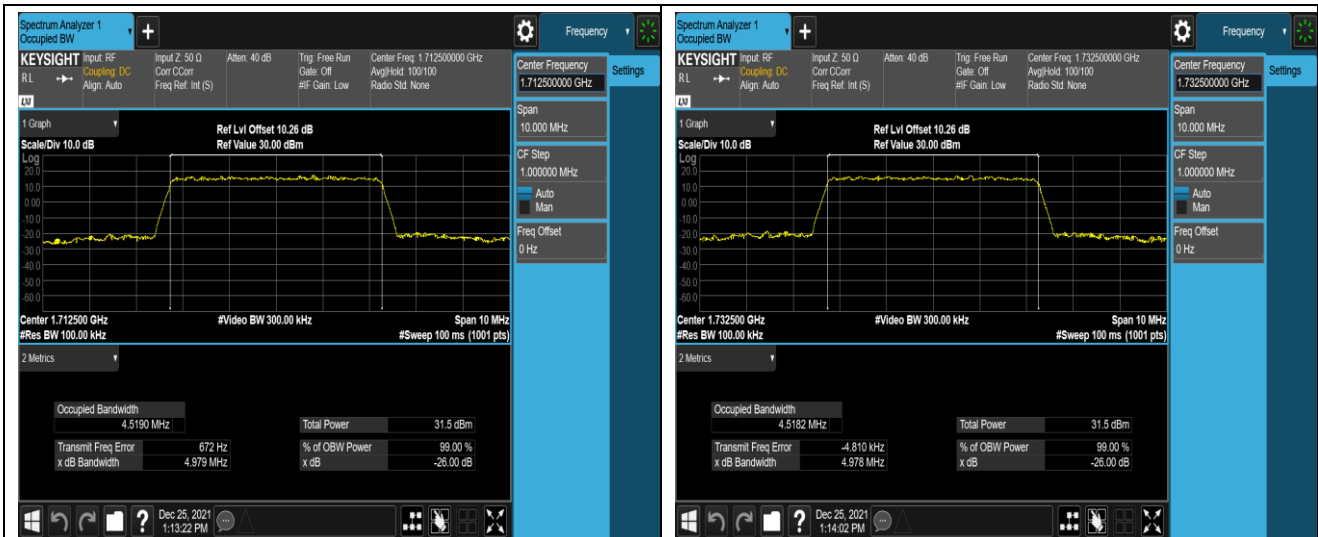 Spectrum Analyzer 1
Occupied BW
+
Frequency
KEYSIGHT Input: RF Input Z: 50 Ω Atten: 40 dB Trig: Free Run Center Freq: 1.712500000 GHz
RL Coupling: DC Corr CCorr Gate: Off Avg|Hold: 100/100
Align: Auto Freq Ref: Int (S) #IF Gain: Low Radio Std: None
LXI
Center Frequency
1.712500000 GHz
Settings
Span
10.000 MHz
CF Step
1.000000 MHz
Auto
Man
Freq Offset
0 Hz
1 Graph
Ref Lvl Offset 10.26 dB
Scale/Div 10.0 dB Ref Value 30.00 dBm
Log
20.0
10.0
0.00
-10.0
-20.0
-30.0
-40.0
-50.0
-60.0
Center 1.712500 GHz #Video BW 300.00 kHz Span 10 MHz
#Res BW 100.00 kHz #Sweep 100 ms (1001 pts)
2 Metrics
Occupied Bandwidth
4.5190 MHz Total Power 31.5 dBm
Transmit Freq Error 672 Hz % of OBW Power 99.00 %
x dB Bandwidth 4.979 MHz x dB -26.00 dB
?
Dec 25, 2021
1:13:22 PM
Spectrum Analyzer 1
Occupied BW
+
Frequency
KEYSIGHT Input: RF Input Z: 50 Ω Atten: 40 dB Trig: Free Run Center Freq: 1.732500000 GHz
RL Coupling: DC Corr CCorr Gate: Off Avg|Hold: 100/100
Align: Auto Freq Ref: Int (S) #IF Gain: Low Radio Std: None
LXI
Center Frequency
1.732500000 GHz
Settings
Span
10.000 MHz
CF Step
1.000000 MHz
Auto
Man
Freq Offset
0 Hz
1 Graph
Ref Lvl Offset 10.26 dB
Scale/Div 10.0 dB Ref Value 30.00 dBm
Log
20.0
10.0
0.00
-10.0
-20.0
-30.0
-40.0
-50.0
-60.0
Center 1.732500 GHz #Video BW 300.00 kHz Span 10 MHz
#Res BW 100.00 kHz #Sweep 100 ms (1001 pts)
2 Metrics
Occupied Bandwidth
4.5182 MHz Total Power 31.5 dBm
Transmit Freq Error -4.810 kHz % of OBW Power 99.00 %
x dB Bandwidth 4.978 MHz x dB -26.00 dB
?
Dec 25, 2021
1:14:02 PM